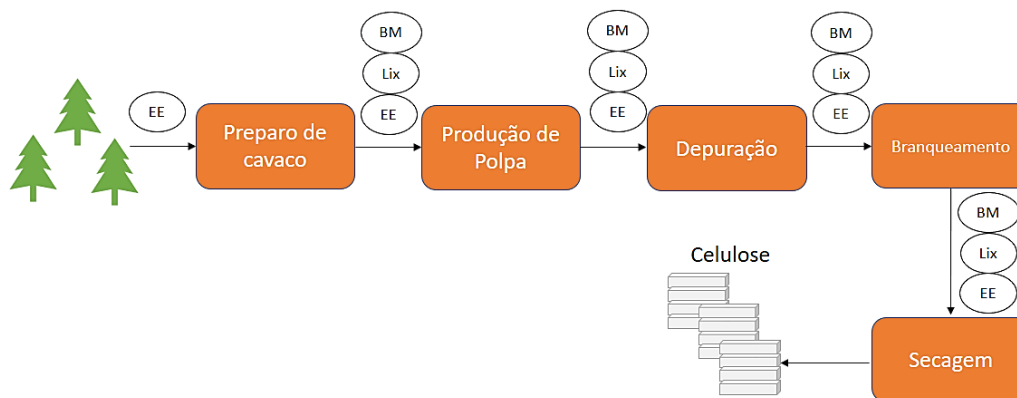 EE
Preparo de
cavaco
BM
Lix
EE
Produção de
Polpa
BM
Lix
EE
Depuração
BM
Lix
EE
Branqueamento
BM
Lix
EE
Secagem
Celulose